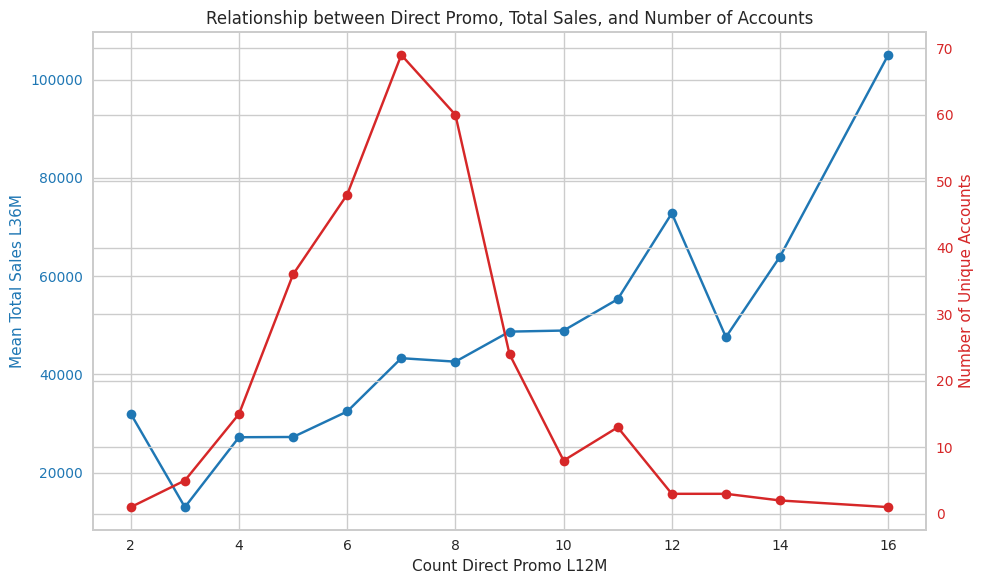 Relationship between Direct Promo, Total Sales, and Number of Accounts
Mean Total Sales L36M
100000
80000
60000
40000
20000
70
60
50
40
30
20
10
0
Number of Unique Accounts
2 4 6 8 10 12 14 16
Count Direct Promo L12M